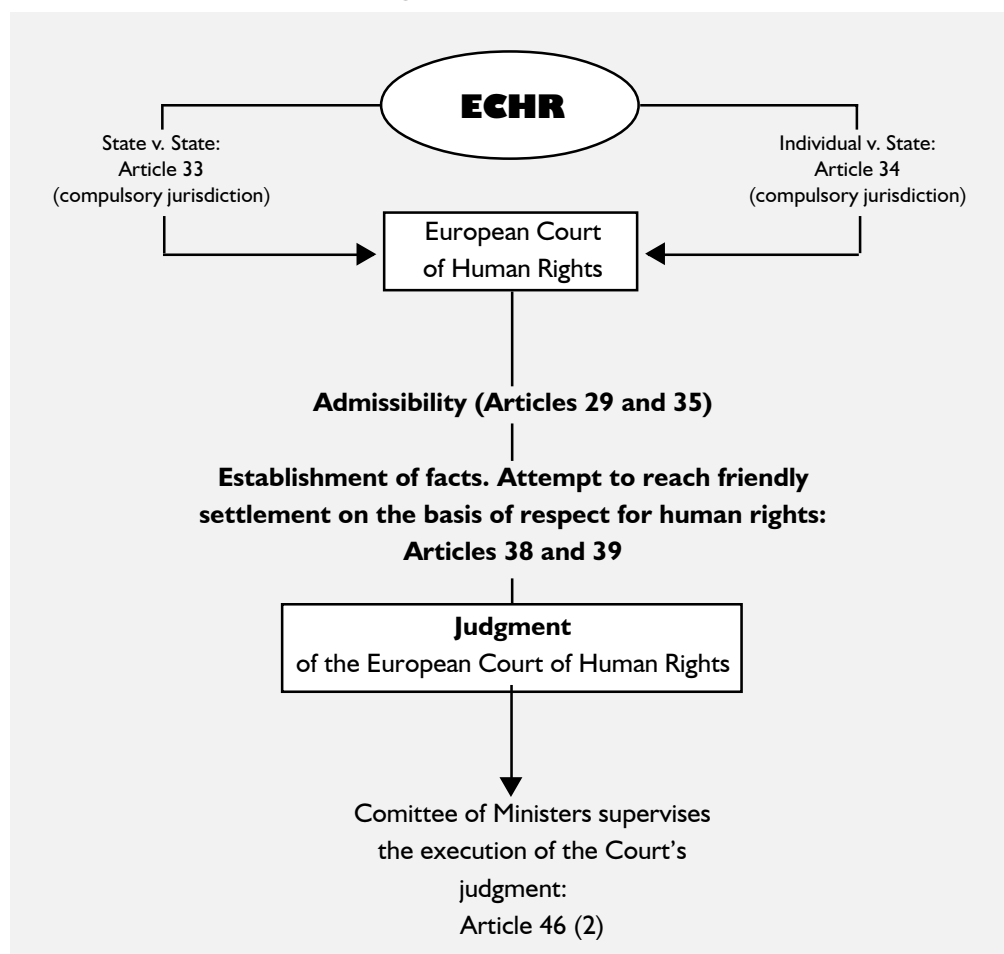 ECHR
State v. State:
Article 33
(compulsory jurisdiction)
Individual v. State:
Article 34
(compulsory jurisdiction)
European Court
of Human Rights
Admissibility (Articles 29 and 35)
Establishment of facts. Attempt to reach friendly
settlement on the basis of respect for human rights:
Articles 38 and 39
Judgment
of the European Court of Human Rights
Comittee of Ministers supervises
the execution of the Court’s
judgment:
Article 46 (2)